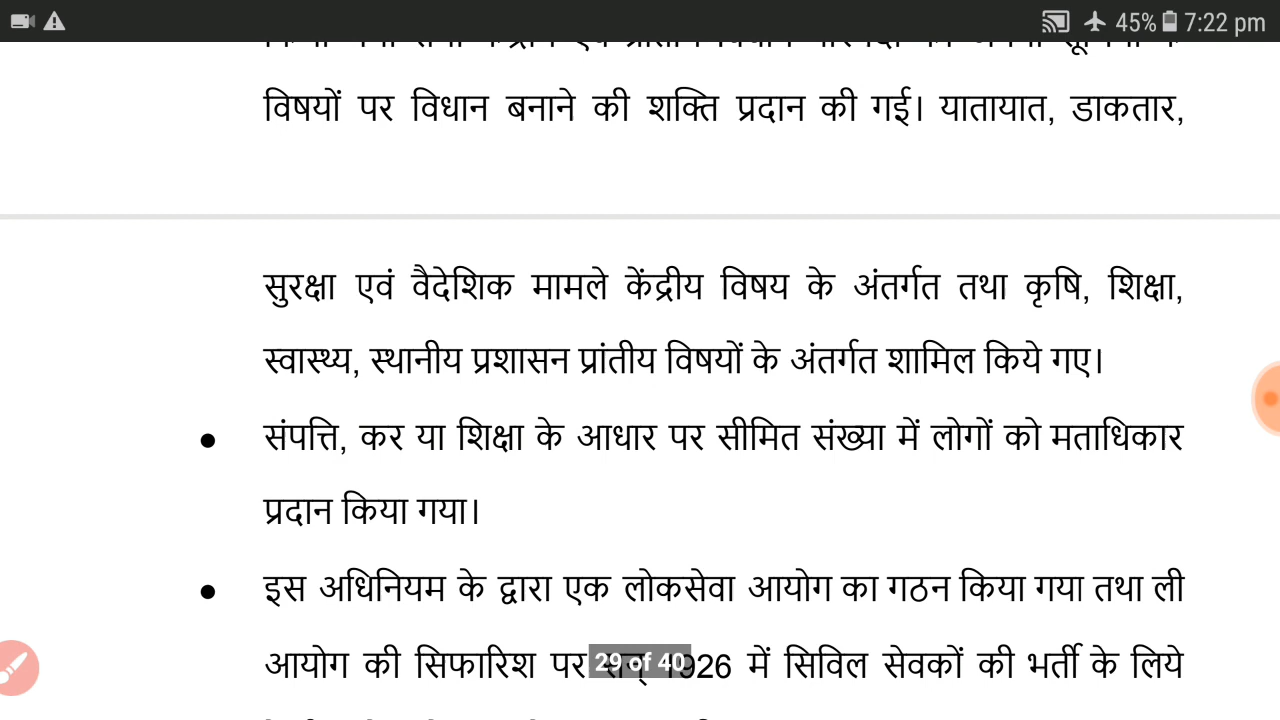 45% 7:22 pm
विषयों पर विधान बनाने की शक्ति प्रदान की गई। यातायात, डाकतार,
सुरक्षा एवं वैदेशिक मामले केंद्रीय विषय के अंतर्गत तथा कृषि, शिक्षा,
स्वास्थ्य, स्थानीय प्रशासन प्रांतीय विषयों के अंतर्गत शामिल किये गए।
● संपत्ति, कर या शिक्षा के आधार पर सीमित संख्या में लोगों को मताधिकार
प्रदान किया गया।
● इस अधिनियम के द्वारा एक लोकसेवा आयोग का गठन किया गया तथा ली
आयोग की सिफारिश पर सन् 1926 में सिविल सेवकों की भर्ती के लिये
29 of 40